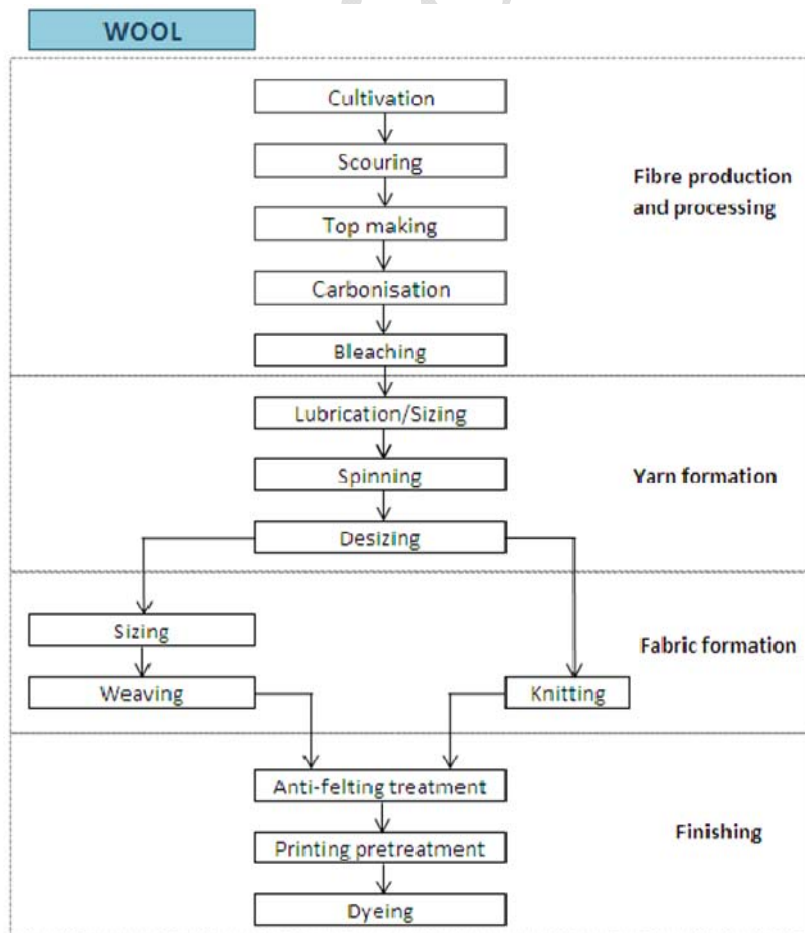 WOOL
Cultivation
Scouring
Fibre production
and processing
Top making
Carbonisation
Bleaching
Lubrication/Sizing
Spinning
Yarn formation
Desizing
Sizing
Fabric formation
Weaving
Knitting
Anti-felting treatment
Finishing
Printing pretreatment
Dyeing